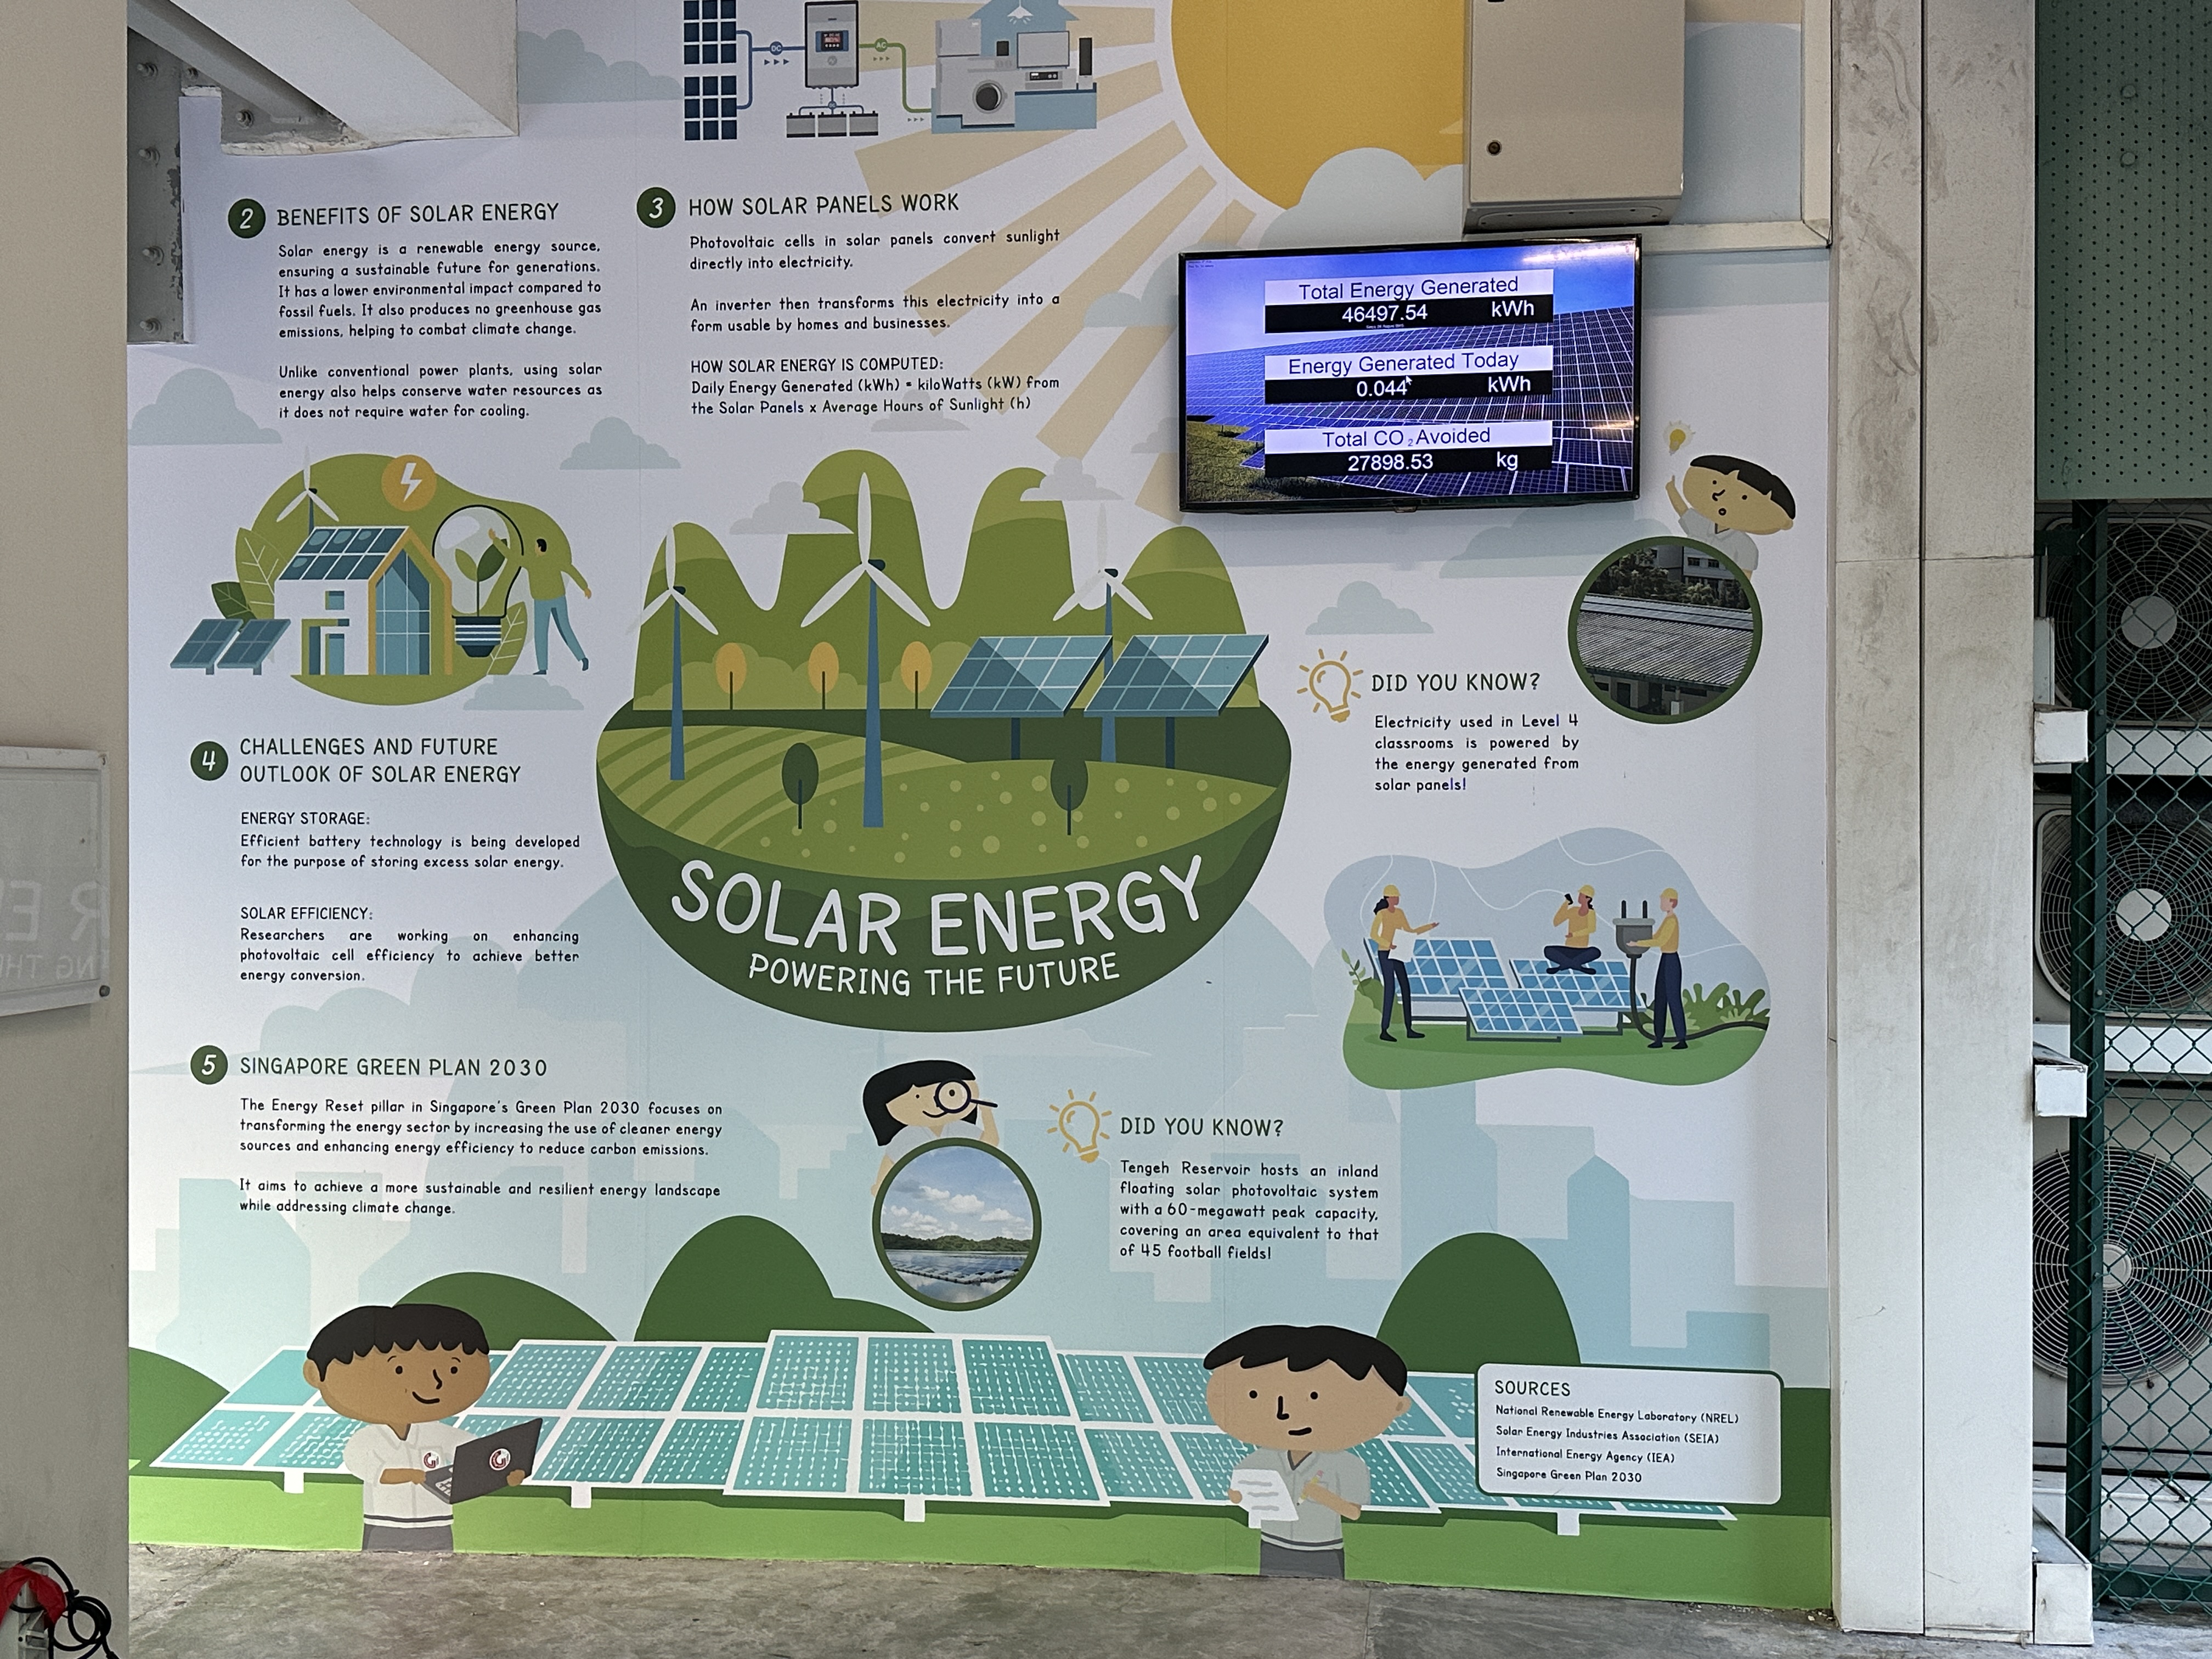 DC
AC
2
BENEFITS OF SOLAR ENERGY
Solar energy is a renewable energy source,
ensuring a sustainable future for generations.
It has a lower environmental impact compared to
fossil fuels. It also produces no greenhouse gas
emissions, helping to combat climate change.
Unlike conventional power plants, using solar
energy also helps conserve water resources as
it does not require water for cooling.
3
HOW SOLAR PANELS WORK
Photovoltaic cells in solar panels convert sunlight
directly into electricity.
An inverter then transforms this electricity into a
form usable by homes and businesses.
HOW SOLAR ENERGY IS COMPUTED:
Daily Energy Generated (kWh) = kiloWatts (kW) from
the Solar Panels x Average Hours of Sunlight (h)
Total Energy Generated
46497.54 kWh
Energy Generated Today
0.044 kWh
Total CO₂ Avoided
27898.53 kg
DID YOU KNOW?
Electricity used in Level 4
classrooms is powered by
the energy generated from
solar panels!
4
CHALLENGES AND FUTURE
OUTLOOK OF SOLAR ENERGY
ENERGY STORAGE:
Efficient battery technology is being developed
for the purpose of storing excess solar energy.
SOLAR EFFICIENCY:
Researchers are working on enhancing
photovoltaic cell efficiency to achieve better
energy conversion.
SOLAR ENERGY
POWERING THE FUTURE
5
SINGAPORE GREEN PLAN 2030
The Energy Reset pillar in Singapore's Green Plan 2030 focuses on
transforming the energy sector by increasing the use of cleaner energy
sources and enhancing energy efficiency to reduce carbon emissions.
It aims to achieve a more sustainable and resilient energy landscape
while addressing climate change.
DID YOU KNOW?
Tengeh Reservoir hosts an inland
floating solar photovoltaic system
with a 60-megawatt peak capacity,
covering an area equivalent to that
of 45 football fields!
SOURCES
National Renewable Energy Laboratory (NREL)
Solar Energy Industries Association (SEIA)
International Energy Agency (IEA)
Singapore Green Plan 2030